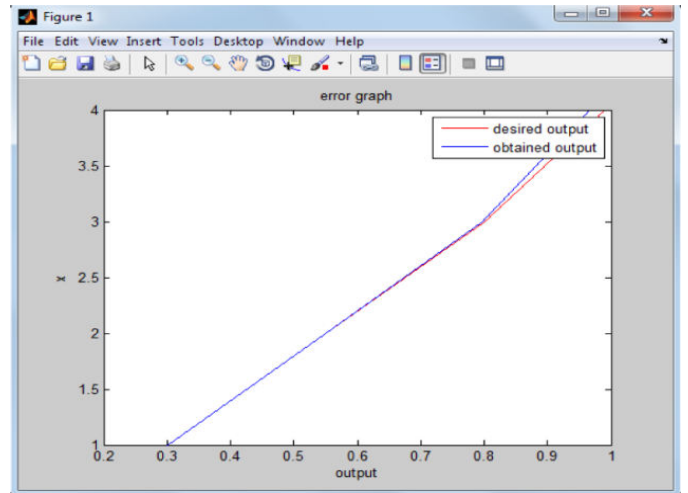 Figure 1
File Edit View Insert Tools Desktop Window Help
error graph
desired output
obtained output
4
3.5
3
2.5
2
1.5
1
x
0.2 0.3 0.4 0.5 0.6 0.7 0.8 0.9 1
output